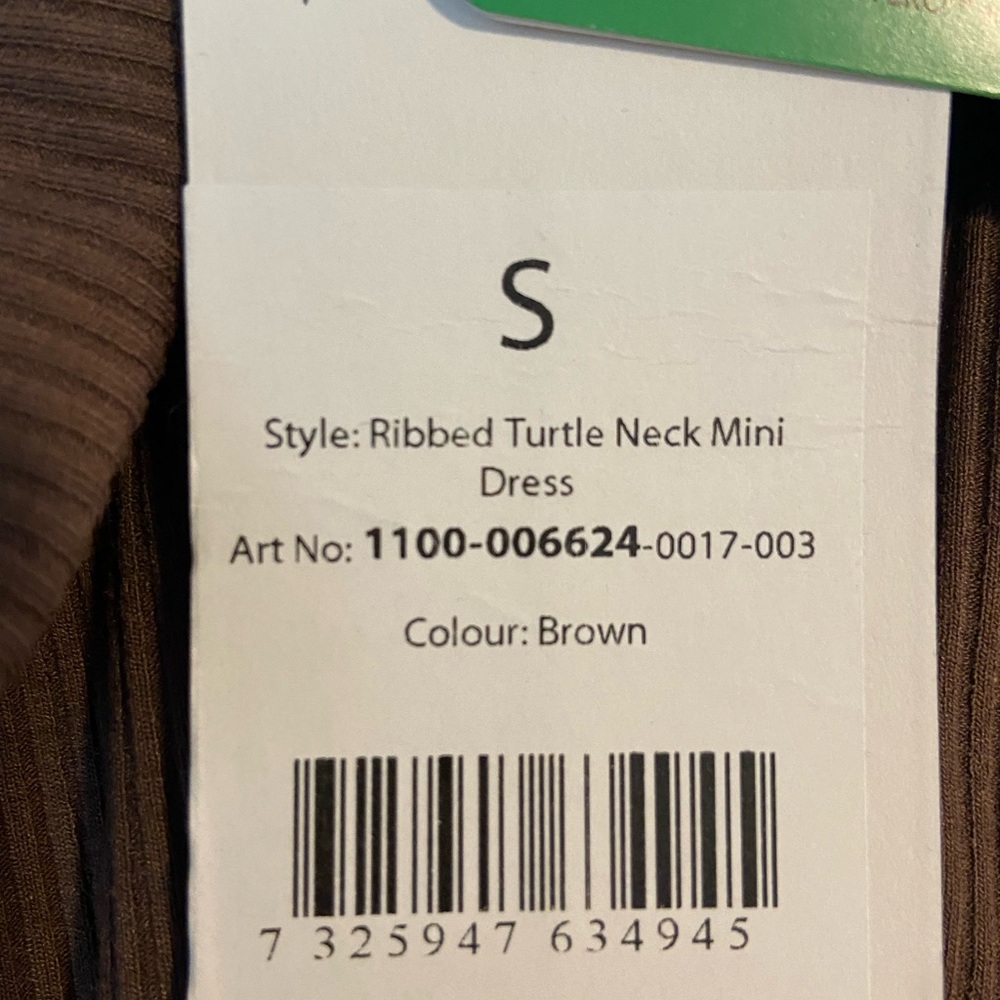 S
Style: Ribbed Turtle Neck Mini
Dress
Art No: 1100-006624-0017-003
Colour: Brown
7 325947 634945